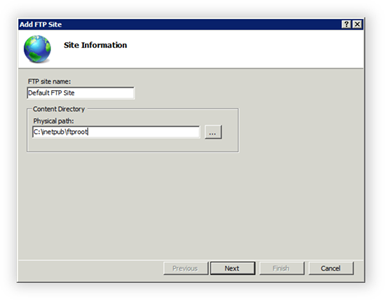 Add FTP Site
Site Information
FTP site name:
Default FTP Site
Content Directory
Physical path:
C:\inetpub\ftproot
...
Previous Next Finish Cancel